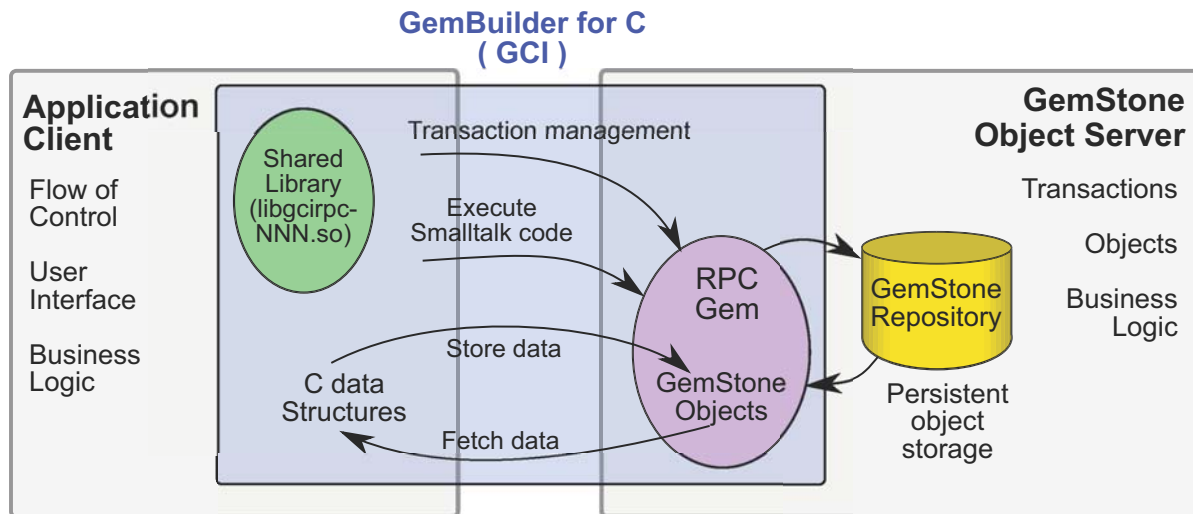 GemBuilder for C
( GCI )
Application
Client
Flow of
Control
User
Interface
Business
Logic
Shared
Library
(libgcirpc-
NNN.so)
Transaction management
Execute
Smalltalk code
Store data
C data
Structures
Fetch data
RPC
Gem
GemStone
Objects
GemStone
Repository
Persistent
object
storage
GemStone
Object Server
Transactions
Objects
Business
Logic